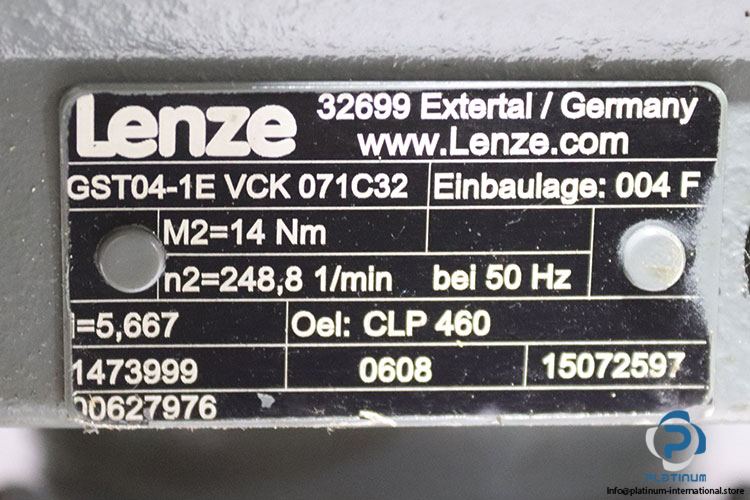 Lenze
32699 Extertal / Germany
www.Lenze.com
GST04-1E VCK 071C32 Einbaulage: 004 F
M2=14 Nm
n2=248,8 1/min bei 50 Hz
i=5,667 Oel: CLP 460
1473999 0608 15072597
00627976
PLATINUM
Info@platinum-international.store